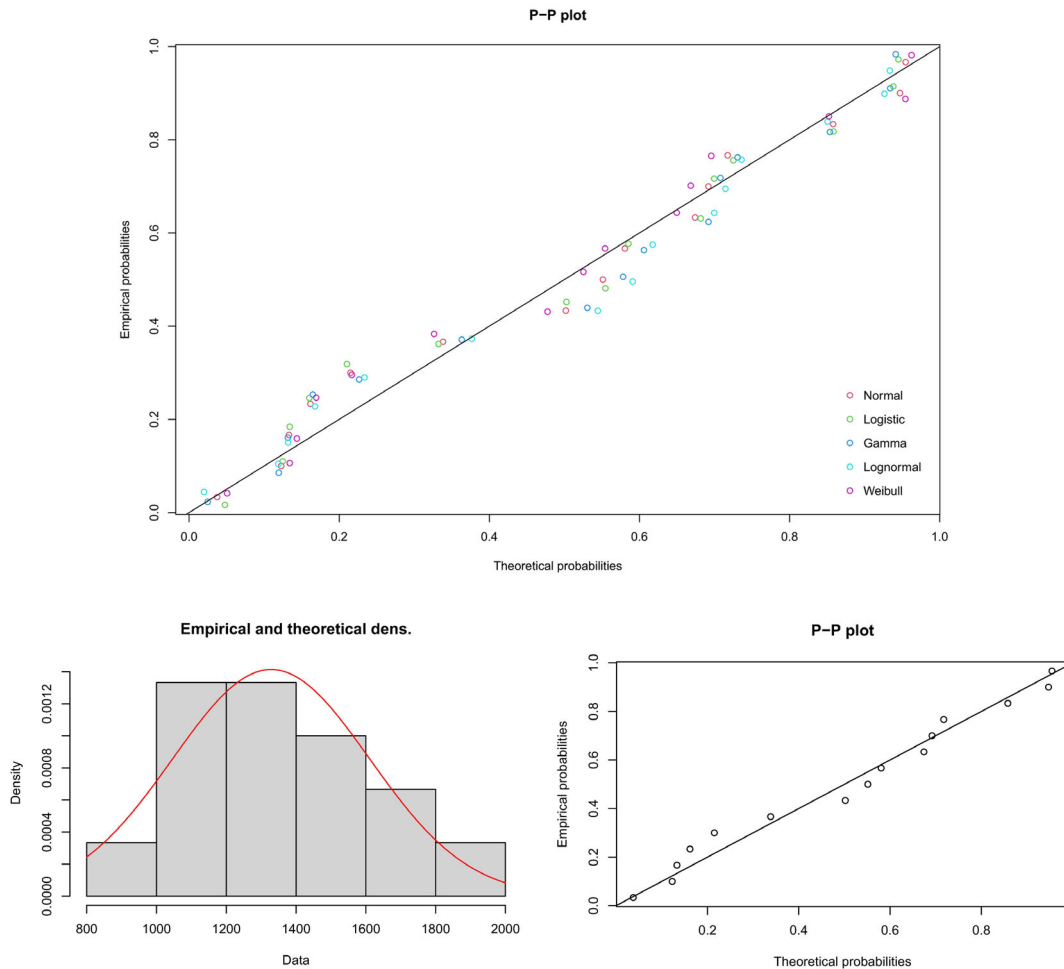 P−P plot
Empirical probabilities
1.0
0.8
0.6
0.4
0.2
0.0
Normal
Logistic
Gamma
Lognormal
Weibull
0.0 0.2 0.4 0.6 0.8 1.0
Theoretical probabilities
Empirical and theoretical dens.
Density
0.0012
0.0008
0.0004
0.0000
800 1000 1200 1400 1600 1800 2000
Data
P−P plot
Empirical probabilities
1.0
0.8
0.6
0.4
0.2
0.0
0.2 0.4 0.6 0.8
Theoretical probabilities